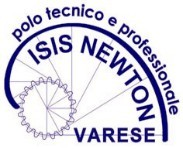 polo tecnico e professionale
ISIS NEWTON
VARESE